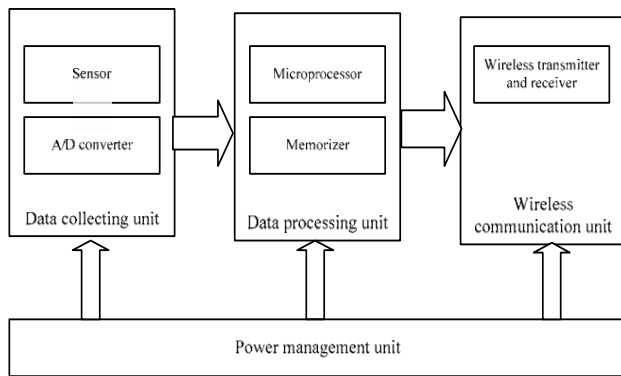 Sensor
A/D converter
Data collecting unit
Microprocessor
Memorizer
Data processing unit
Wireless transmitter
and receiver
Wireless
communication unit
Power management unit